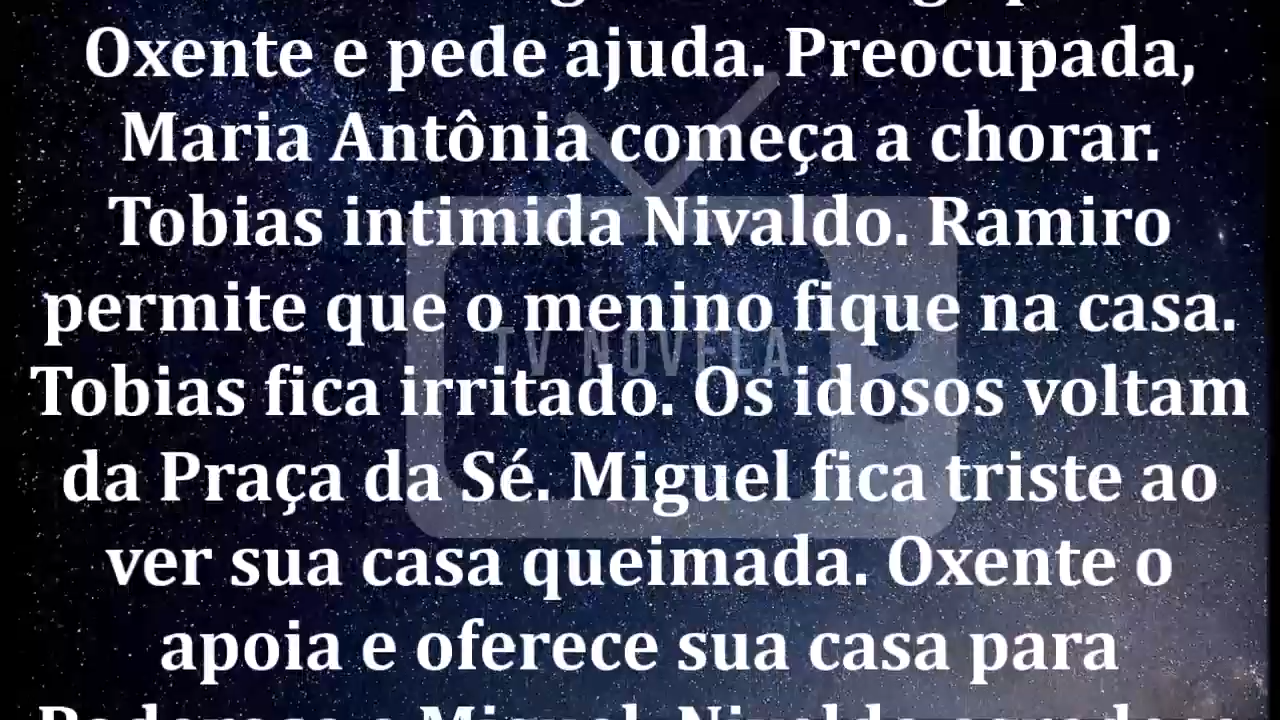 Oxente e pede ajuda. Preocupada,
Maria Antônia começa a chorar.
Tobias intimida Nivaldo. Ramiro
permite que o menino fique na casa.
TV NOVELA
Tobias fica irritado. Os idosos voltam
da Praça da Sé. Miguel fica triste ao
ver sua casa queimada. Oxente o
apoia e oferece sua casa para